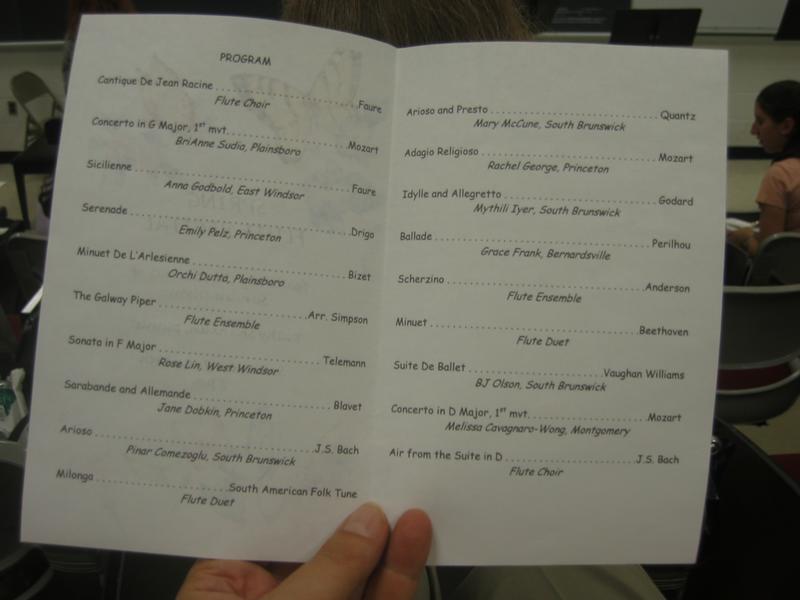 PROGRAM
Cantique De Jean Racine ........................ Faure
Flute Choir
Concerto in G Major, 1st mvt. ........................ Mozart
BriAnne Sudia, Plainsboro
Sicilienne ........................ Faure
Anna Godbold, East Windsor
Serenade ........................ Drigo
Emily Pelz, Princeton
Minuet De L'Arlesienne ........................ Bizet
Orchi Dutta, Plainsboro
The Galway Piper ........................ Arr. Simpson
Flute Ensemble
Sonata in F Major ........................ Telemann
Rose Lin, West Windsor
Sarabande and Allemande ........................ Blavet
Jane Dobkin, Princeton
Arioso ........................ J.S. Bach
Pinar Comezoglu, South Brunswick
Milonga ........................ South American Folk Tune
Flute Duet
Arioso and Presto ........................ Quantz
Mary McCune, South Brunswick
Adagio Religioso ........................ Mozart
Rachel George, Princeton
Idylle and Allegretto ........................ Godard
Mythili Iyer, South Brunswick
Ballade ........................ Perilhou
Grace Frank, Bernardsville
Scherzino ........................ Anderson
Flute Ensemble
Minuet ........................ Beethoven
Flute Duet
Suite De Ballet ........................ Vaughan Williams
BJ Olson, South Brunswick
Concerto in D Major, 1st mvt. ........................ Mozart
Melissa Cavagnaro-Wong, Montgomery
Air from the Suite in D ........................ J.S. Bach
Flute Choir